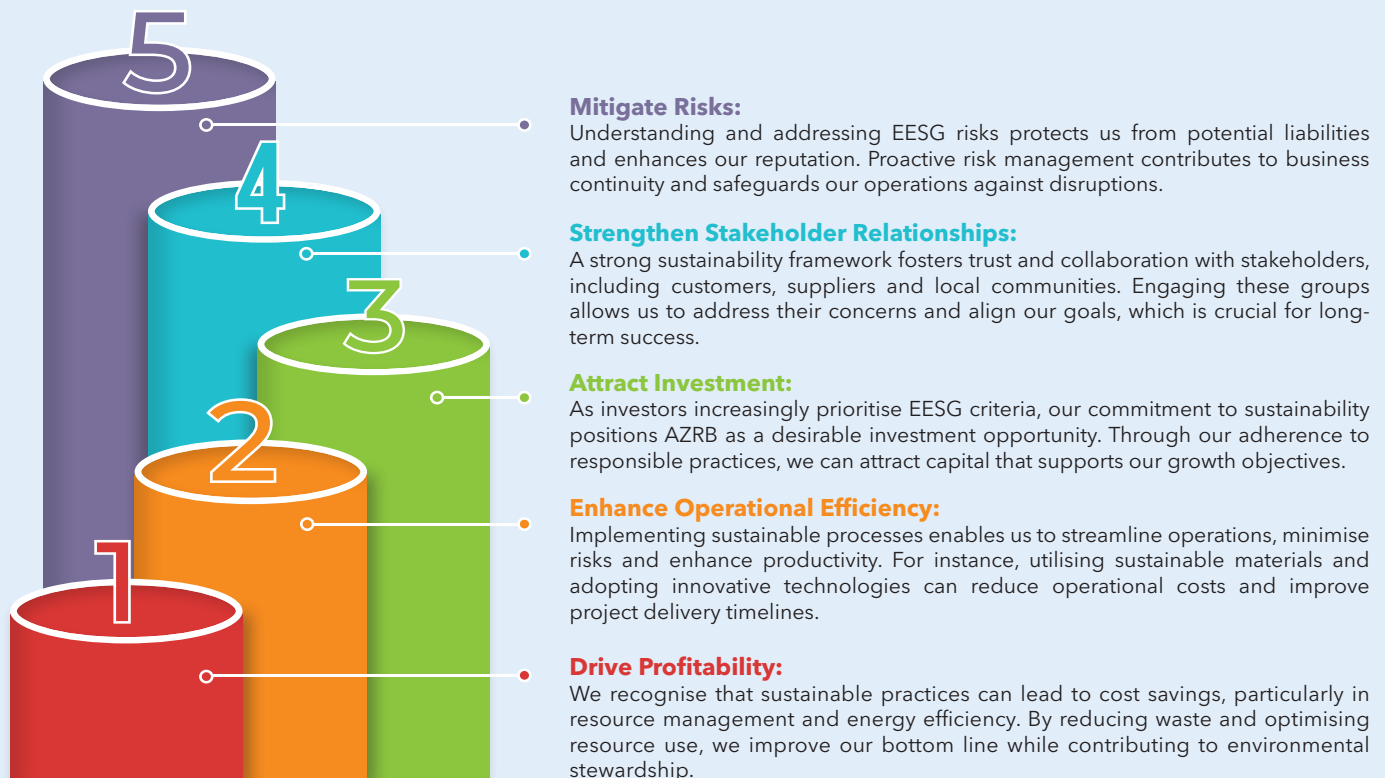 5
Mitigate Risks:
Understanding and addressing EESG risks protects us from potential liabilities
and enhances our reputation. Proactive risk management contributes to business
continuity and safeguards our operations against disruptions.
4
Strengthen Stakeholder Relationships:
A strong sustainability framework fosters trust and collaboration with stakeholders,
including customers, suppliers and local communities. Engaging these groups
allows us to address their concerns and align our goals, which is crucial for long-
term success.
3
Attract Investment:
As investors increasingly prioritise EESG criteria, our commitment to sustainability
positions AZRB as a desirable investment opportunity. Through our adherence to
responsible practices, we can attract capital that supports our growth objectives.
2
Enhance Operational Efficiency:
Implementing sustainable processes enables us to streamline operations, minimise
risks and enhance productivity. For instance, utilising sustainable materials and
adopting innovative technologies can reduce operational costs and improve
project delivery timelines.
1
Drive Profitability:
We recognise that sustainable practices can lead to cost savings, particularly in
resource management and energy efficiency. By reducing waste and optimising
resource use, we improve our bottom line while contributing to environmental
stewardship.